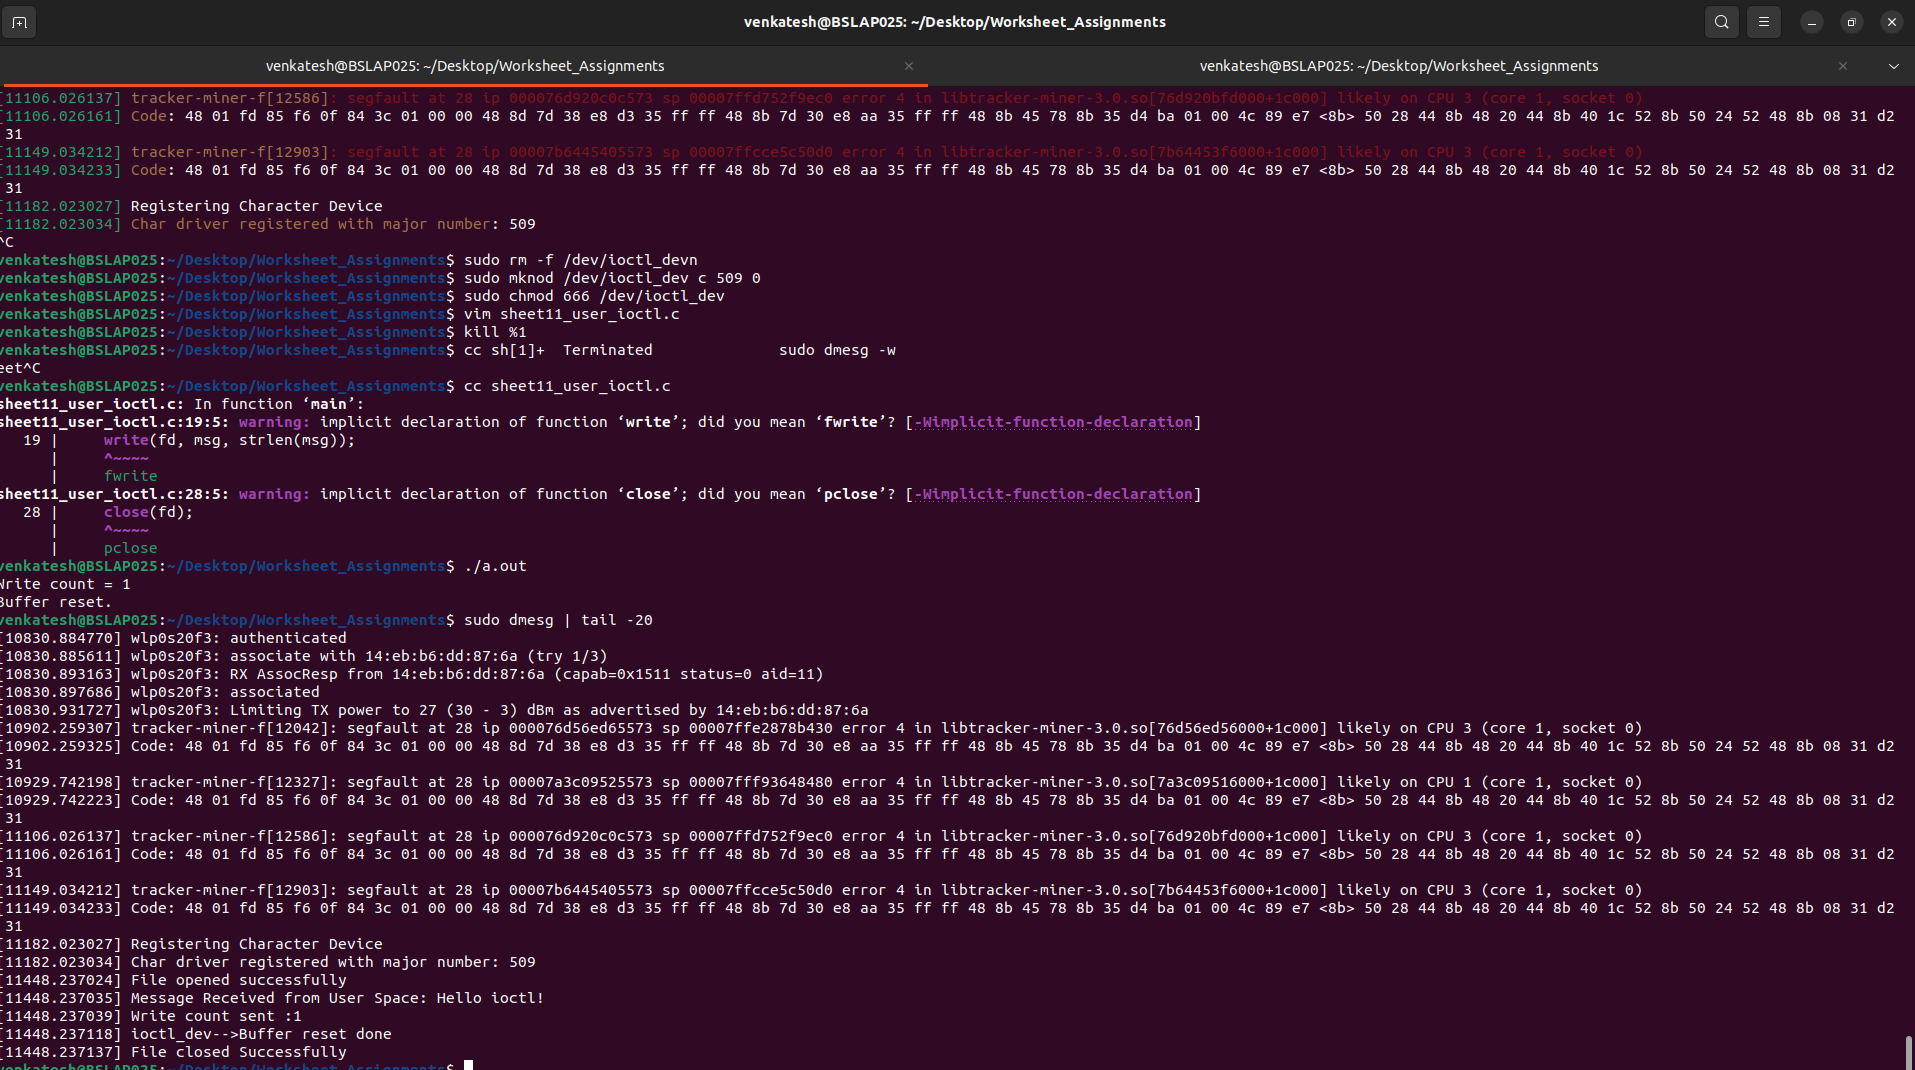 venkatesh@BSLAP025: ~/Desktop/Worksheet_Assignments
venkatesh@BSLAP025: ~/Desktop/Worksheet_Assignments × venkatesh@BSLAP025: ~/Desktop/Worksheet_Assignments ×
[11106.026137] tracker-miner-f[12586]: segfault at 28 ip 000076d920c0c573 sp 00007ffd752f9ec0 error 4 in libtracker-miner-3.0.so[76d920bfd000+1c000] likely on CPU 3 (core 1, socket 0)
[11106.026161] Code: 48 01 fd 85 f6 0f 84 3c 01 00 00 48 8d 7d 38 e8 d3 35 ff ff 48 8b 7d 30 e8 aa 35 ff ff 48 8b 45 78 8b 35 d4 ba 01 00 4c 89 e7 <8b> 50 28 44 8b 48 20 44 8b 40 1c 52 8b 50 24 52 48 8b 08 31 d2
31
[11149.034212] tracker-miner-f[12903]: segfault at 28 ip 00007b6445405573 sp 00007ffcce5c50d0 error 4 in libtracker-miner-3.0.so[7b64453f6000+1c000] likely on CPU 3 (core 1, socket 0)
[11149.034233] Code: 48 01 fd 85 f6 0f 84 3c 01 00 00 48 8d 7d 38 e8 d3 35 ff ff 48 8b 7d 30 e8 aa 35 ff ff 48 8b 45 78 8b 35 d4 ba 01 00 4c 89 e7 <8b> 50 28 44 8b 48 20 44 8b 40 1c 52 8b 50 24 52 48 8b 08 31 d2
31
[11182.023027] Registering Character Device
[11182.023034] Char driver registered with major number: 509
^C
venkatesh@BSLAP025:~/Desktop/Worksheet_Assignments$ sudo rm -f /dev/ioctl_devn
venkatesh@BSLAP025:~/Desktop/Worksheet_Assignments$ sudo mknod /dev/ioctl_dev c 509 0
venkatesh@BSLAP025:~/Desktop/Worksheet_Assignments$ sudo chmod 666 /dev/ioctl_dev
venkatesh@BSLAP025:~/Desktop/Worksheet_Assignments$ vim sheet11_user_ioctl.c
venkatesh@BSLAP025:~/Desktop/Worksheet_Assignments$ kill %1
venkatesh@BSLAP025:~/Desktop/Worksheet_Assignments$ cc sh[1]+  Terminated              sudo dmesg -w
eet^C
venkatesh@BSLAP025:~/Desktop/Worksheet_Assignments$ cc sheet11_user_ioctl.c
sheet11_user_ioctl.c: In function ‘main’:
sheet11_user_ioctl.c:19:5: warning: implicit declaration of function ‘write’; did you mean ‘fwrite’? [-Wimplicit-function-declaration]
   19 |     write(fd, msg, strlen(msg));
      |     ^~~~~
      |     fwrite
sheet11_user_ioctl.c:28:5: warning: implicit declaration of function ‘close’; did you mean ‘pclose’? [-Wimplicit-function-declaration]
   28 |     close(fd);
      |     ^~~~~
      |     pclose
venkatesh@BSLAP025:~/Desktop/Worksheet_Assignments$ ./a.out
Write count = 1
Buffer reset.
venkatesh@BSLAP025:~/Desktop/Worksheet_Assignments$ sudo dmesg | tail -20
[10830.884770] wlp0s20f3: authenticated
[10830.885611] wlp0s20f3: associate with 14:eb:b6:dd:87:6a (try 1/3)
[10830.893163] wlp0s20f3: RX AssocResp from 14:eb:b6:dd:87:6a (capab=0x1511 status=0 aid=11)
[10830.897686] wlp0s20f3: associated
[10830.931727] wlp0s20f3: Limiting TX power to 27 (30 - 3) dBm as advertised by 14:eb:b6:dd:87:6a
[10902.259307] tracker-miner-f[12042]: segfault at 28 ip 000076d56ed65573 sp 00007ffe2878b430 error 4 in libtracker-miner-3.0.so[76d56ed56000+1c000] likely on CPU 3 (core 1, socket 0)
[10902.259325] Code: 48 01 fd 85 f6 0f 84 3c 01 00 00 48 8d 7d 38 e8 d3 35 ff ff 48 8b 7d 30 e8 aa 35 ff ff 48 8b 45 78 8b 35 d4 ba 01 00 4c 89 e7 <8b> 50 28 44 8b 48 20 44 8b 40 1c 52 8b 50 24 52 48 8b 08 31 d2
31
[10929.742198] tracker-miner-f[12327]: segfault at 28 ip 00007a3c09525573 sp 00007fff93648480 error 4 in libtracker-miner-3.0.so[7a3c09516000+1c000] likely on CPU 1 (core 1, socket 0)
[10929.742223] Code: 48 01 fd 85 f6 0f 84 3c 01 00 00 48 8d 7d 38 e8 d3 35 ff ff 48 8b 7d 30 e8 aa 35 ff ff 48 8b 45 78 8b 35 d4 ba 01 00 4c 89 e7 <8b> 50 28 44 8b 48 20 44 8b 40 1c 52 8b 50 24 52 48 8b 08 31 d2
31
[11106.026137] tracker-miner-f[12586]: segfault at 28 ip 000076d920c0c573 sp 00007ffd752f9ec0 error 4 in libtracker-miner-3.0.so[76d920bfd000+1c000] likely on CPU 3 (core 1, socket 0)
[11106.026161] Code: 48 01 fd 85 f6 0f 84 3c 01 00 00 48 8d 7d 38 e8 d3 35 ff ff 48 8b 7d 30 e8 aa 35 ff ff 48 8b 45 78 8b 35 d4 ba 01 00 4c 89 e7 <8b> 50 28 44 8b 48 20 44 8b 40 1c 52 8b 50 24 52 48 8b 08 31 d2
31
[11149.034212] tracker-miner-f[12903]: segfault at 28 ip 00007b6445405573 sp 00007ffcce5c50d0 error 4 in libtracker-miner-3.0.so[7b64453f6000+1c000] likely on CPU 3 (core 1, socket 0)
[11149.034233] Code: 48 01 fd 85 f6 0f 84 3c 01 00 00 48 8d 7d 38 e8 d3 35 ff ff 48 8b 7d 30 e8 aa 35 ff ff 48 8b 45 78 8b 35 d4 ba 01 00 4c 89 e7 <8b> 50 28 44 8b 48 20 44 8b 40 1c 52 8b 50 24 52 48 8b 08 31 d2
31
[11182.023027] Registering Character Device
[11182.023034] Char driver registered with major number: 509
[11448.237024] File opened successfully
[11448.237035] Message Received from User Space: Hello ioctl!
[11448.237039] Write count sent :1
[11448.237118] ioctl_dev-->Buffer reset done
[11448.237137] File closed Successfully
venkatesh@BSLAP025:~/Desktop/Worksheet_Assignments$